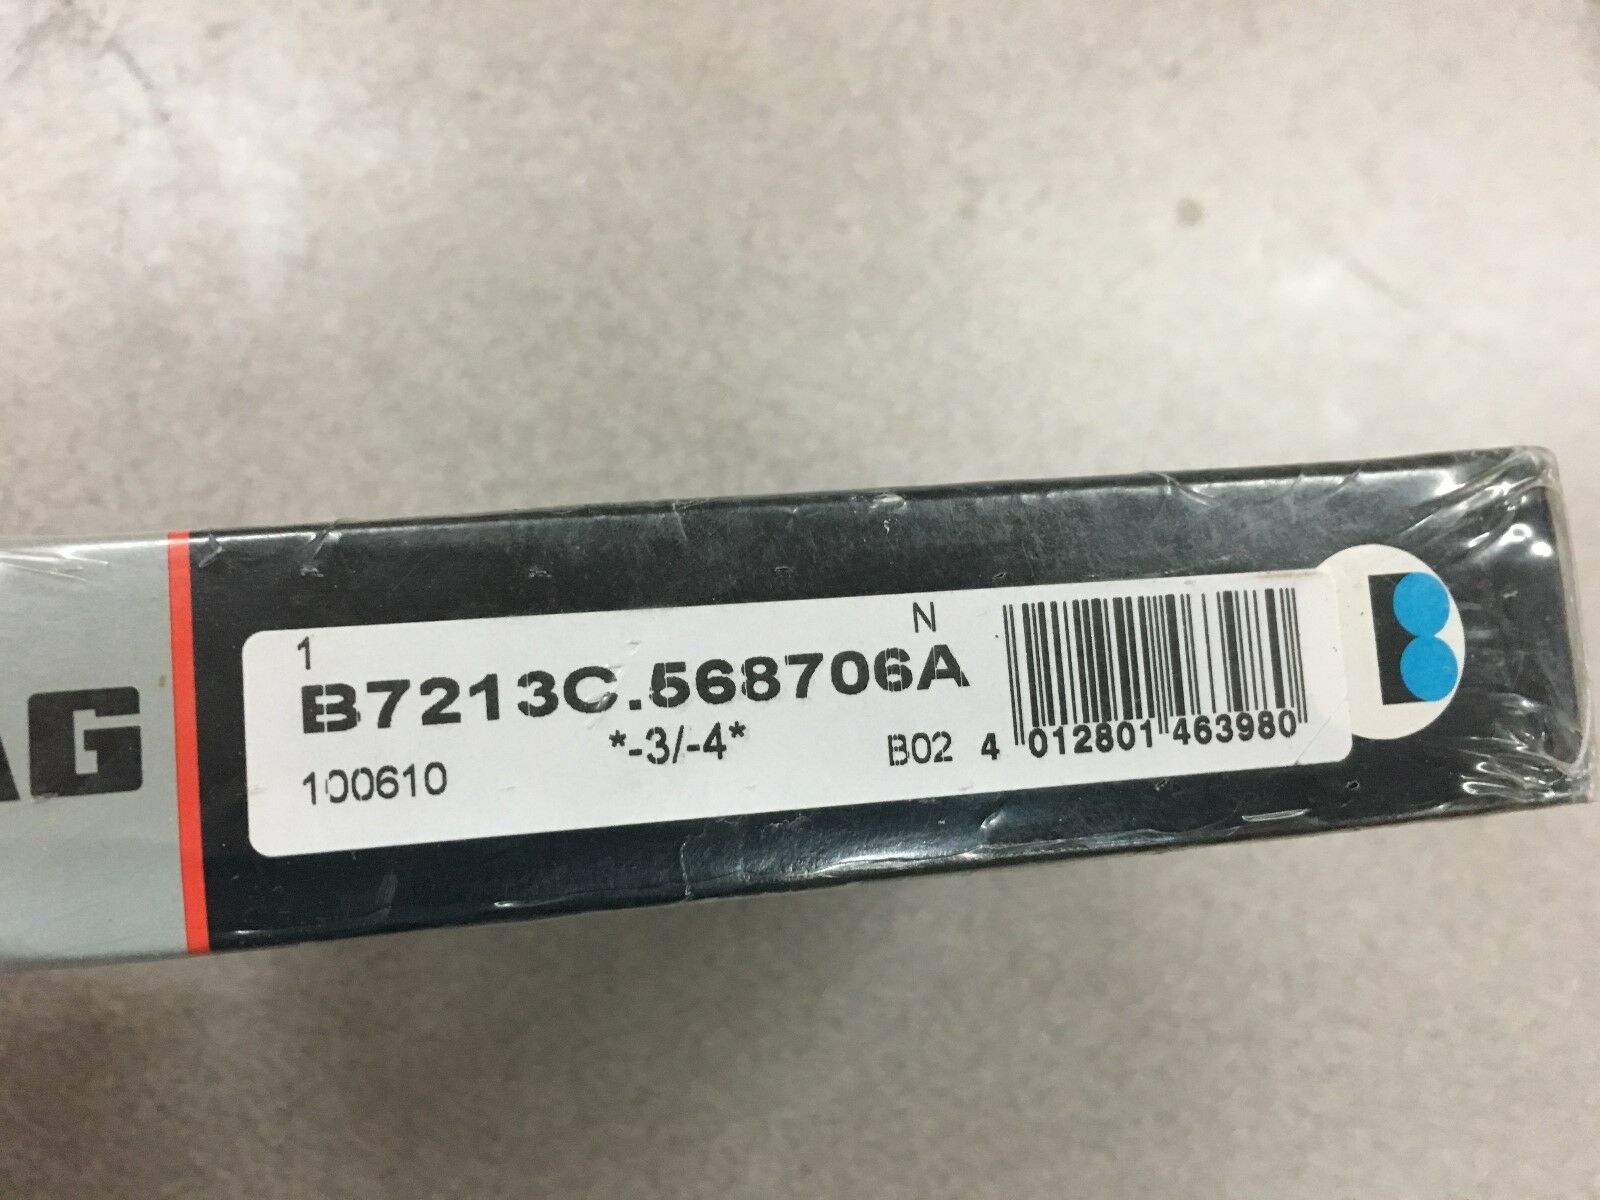 AG
1
N
B7213C.568706A
*-3/-4*
100610
B02
4 012801 463980